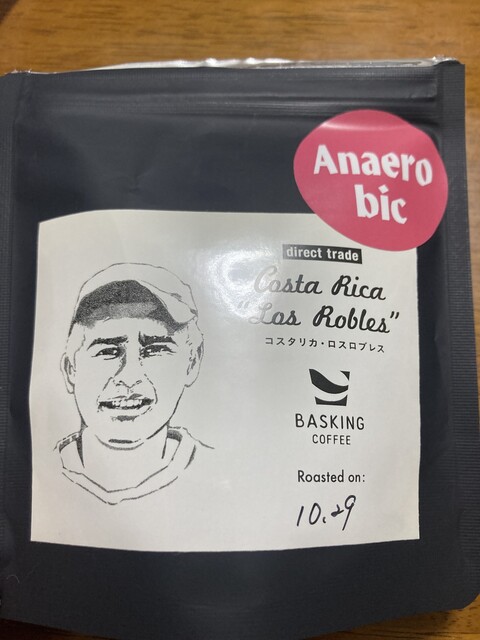 Anaero
bic
direct trade
Costa Rica
"Los Robles"
コスタリカ・ロスロブレス
BASKING
COFFEE
Roasted on:
10.29